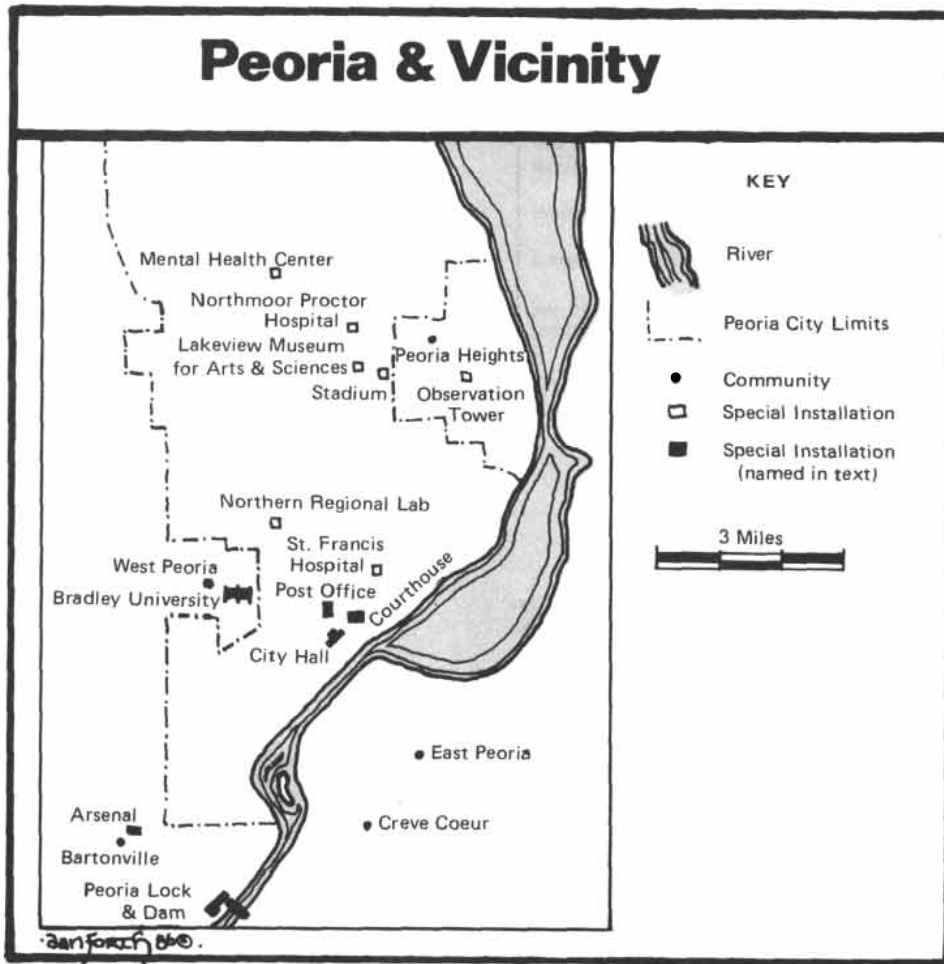 Peoria & Vicinity
KEY
River
Peoria City Limits
Community
Special Installation
Special Installation
(named in text)
3 Miles
Mental Health Center
Northmoor Proctor
Hospital
Lakeview Museum
for Arts & Sciences
Stadium
Peoria Heights
Observation
Tower
Northern Regional Lab
St. Francis
Hospital
West Peoria
Bradley University
Post Office
Courthouse
City Hall
East Peoria
Creve Coeur
Arsenal
Bartonville
Peoria Lock
& Dam
danforth 86©.